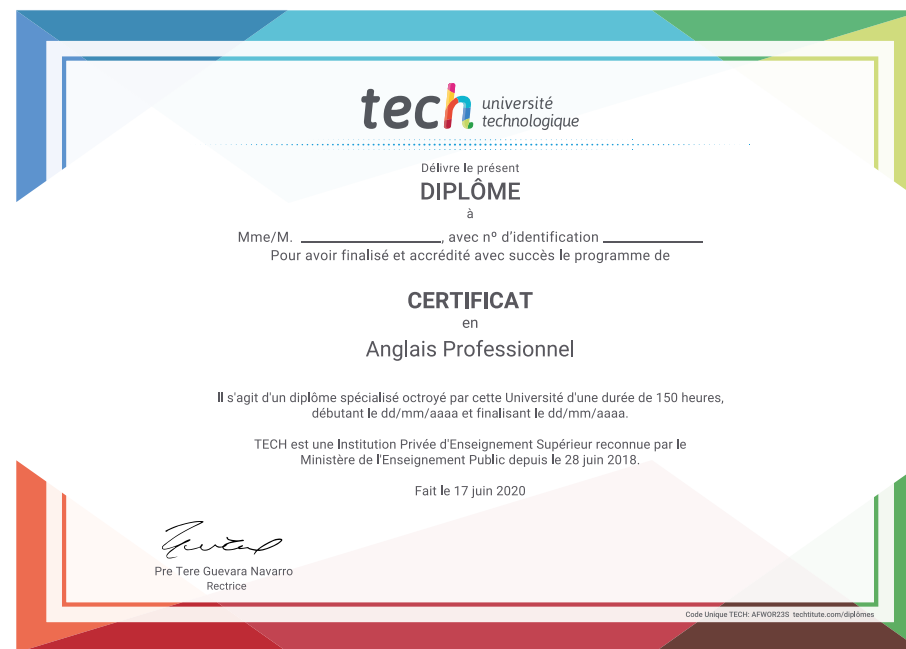 tech université
technologique
Délivre le présent
DIPLÔME
à
Mme/M. ____________________, avec nº d'identification ______________
Pour avoir finalisé et accrédité avec succès le programme de
CERTIFICAT
en
Anglais Professionnel
Il s'agit d'un diplôme spécialisé octroyé par cette Université d'une durée de 150 heures,
débutant le dd/mm/aaaa et finalisant le dd/mm/aaaa.
TECH est une Institution Privée d'Enseignement Supérieur reconnue par le
Ministère de l'Enseignement Public depuis le 28 juin 2018.
Fait le 17 juin 2020
Pre Tere Guevara Navarro
Rectrice
Code Unique TECH: AFWOR23S techtitute.com/diplômes